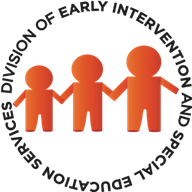 DIVISION OF EARLY INTERVENTION AND SPECIAL EDUCATION SERVICES